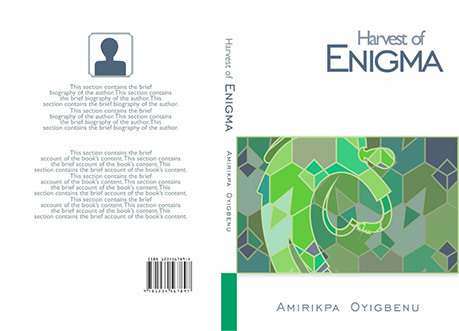 This section contains the brief
biography of the author.This section contains
the brief biography of the author.This
section contains the brief biography of the author.
This section contains the brief
biography of the author.This section contains
the brief biography of the author.This
section contains the brief biography of the author.
This section contains the brief
account of the book's content.This section contains
the brief account of the book's content.This
section contains the brief account of the book's content.
This section contains the brief
account of the book's content.This section contains
the brief account of the book's content.This
section contains the brief account of the book's content.
This section contains the brief
account of the book's content.This section contains
the brief account of the book's content.This
section contains the brief account of the book's content.
9 781234 567897
Harvest of ENIGMA
AMIRIKPA OYIGBENU
Harvest of
ENIGMA
AMIRIKPA OYIGBENU